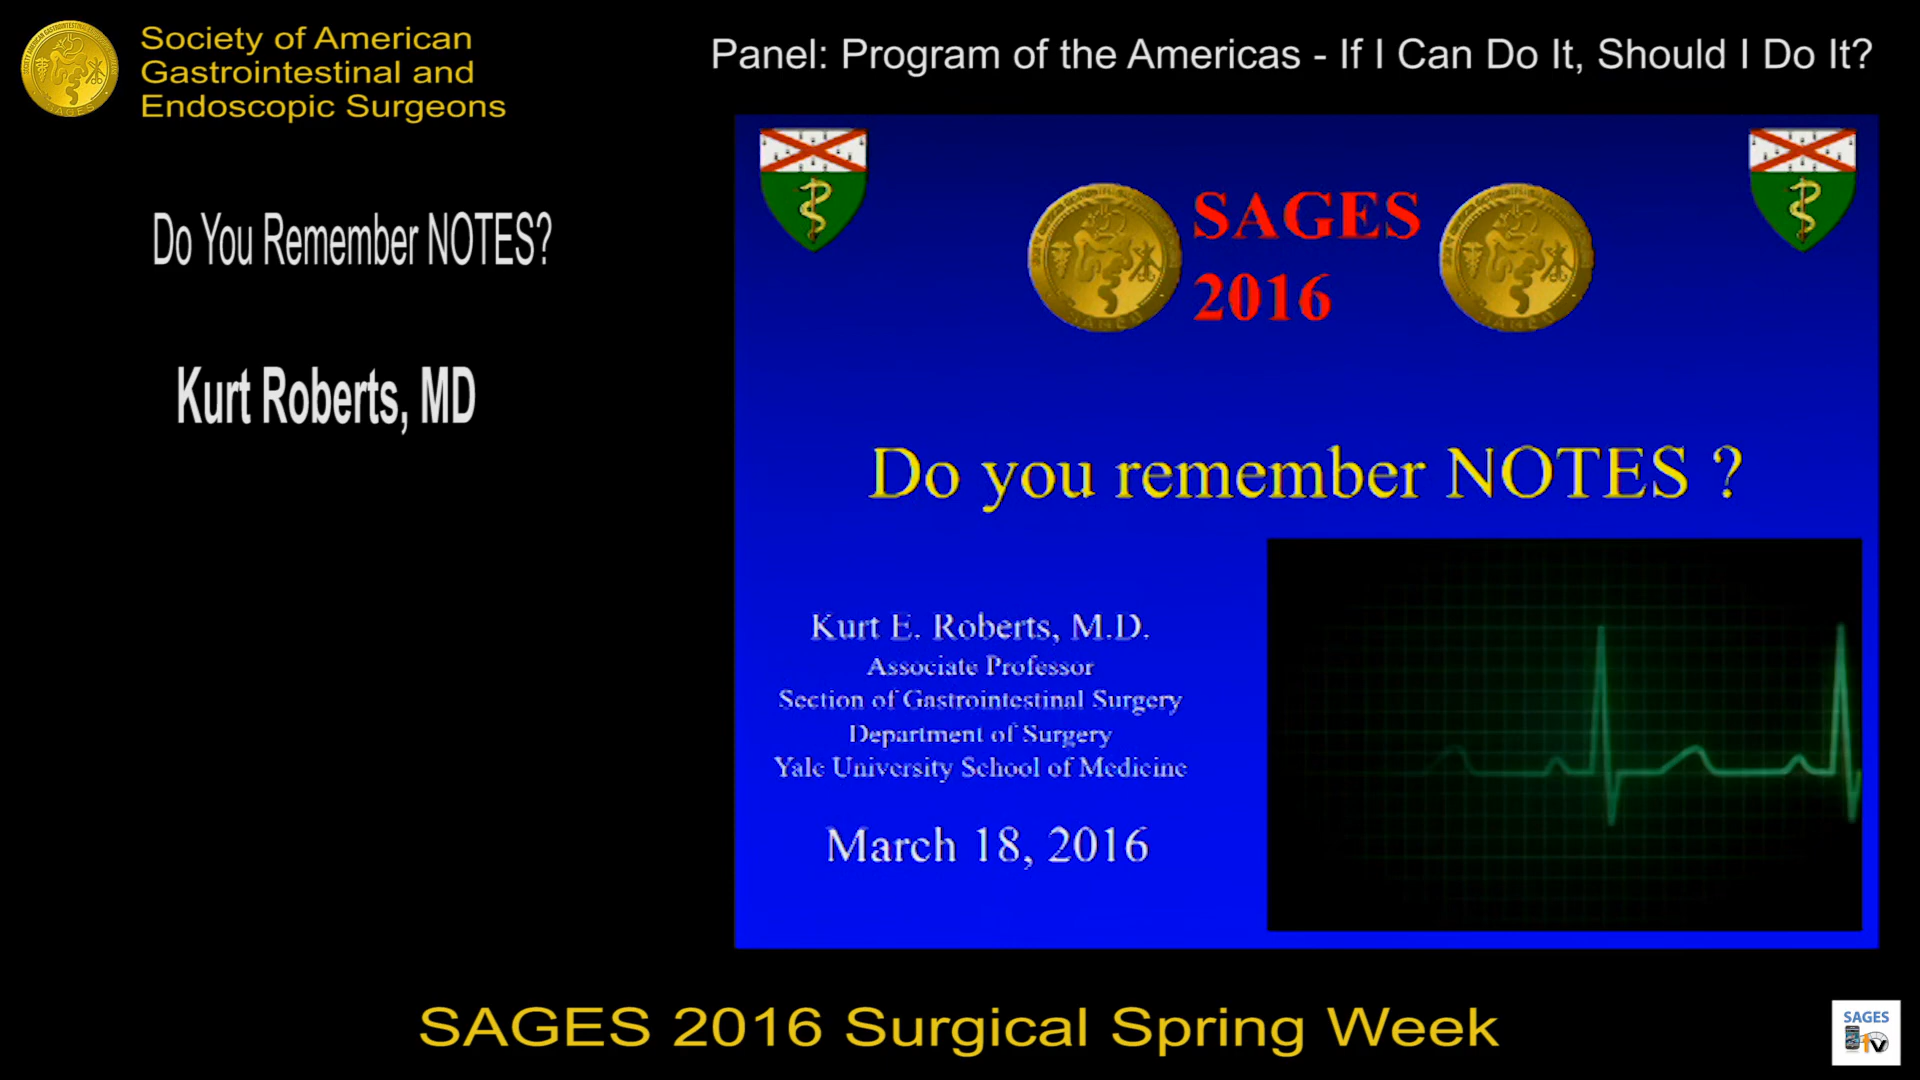 Society of American
Gastrointestinal and
Endoscopic Surgeons
Panel: Program of the Americas - If I Can Do It, Should I Do It?
Do You Remember NOTES?
Kurt Roberts, MD
SAGES
2016
Do you remember NOTES ?
Kurt E. Roberts, M.D.
Associate Professor
Section of Gastrointestinal Surgery
Department of Surgery
Yale University School of Medicine
March 18, 2016
SAGES 2016 Surgical Spring Week
SAGES
TV